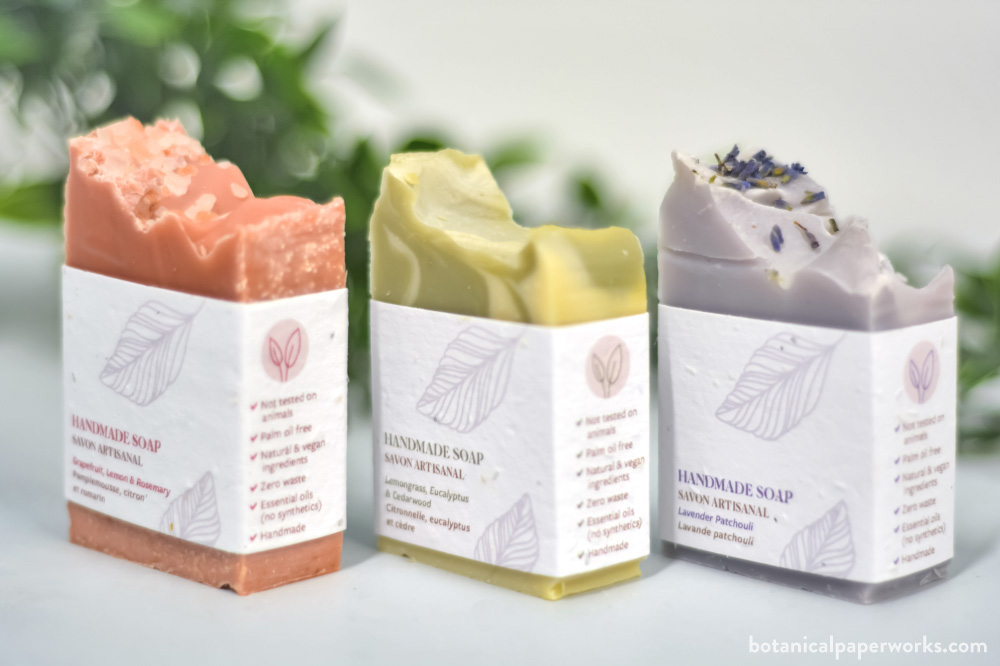 HANDMADE SOAP
SAVON ARTISANAL
Grapefruit, Lemon & Rosemary
Pamplemousse, citron
et romarin
Not tested on
animals
Palm oil free
Natural & vegan
ingredients
Zero waste
Essential oils
(no synthetics)
Handmade
HANDMADE SOAP
SAVON ARTISANAL
Lemongrass, Eucalyptus
& Cedarwood
Citronnelle, eucalyptus
et cèdre
Not tested on
animals
Palm oil free
Natural & vegan
ingredients
Zero waste
Essential oils
(no synthetics)
Handmade
HANDMADE SOAP
SAVON ARTISANAL
Lavender Patchouli
Lavande patchouli
Not tested on
animals
Palm oil free
Natural & vegan
ingredients
Zero waste
Essential oils
(no synthetics)
Handmade
botanicalpaperworks.com